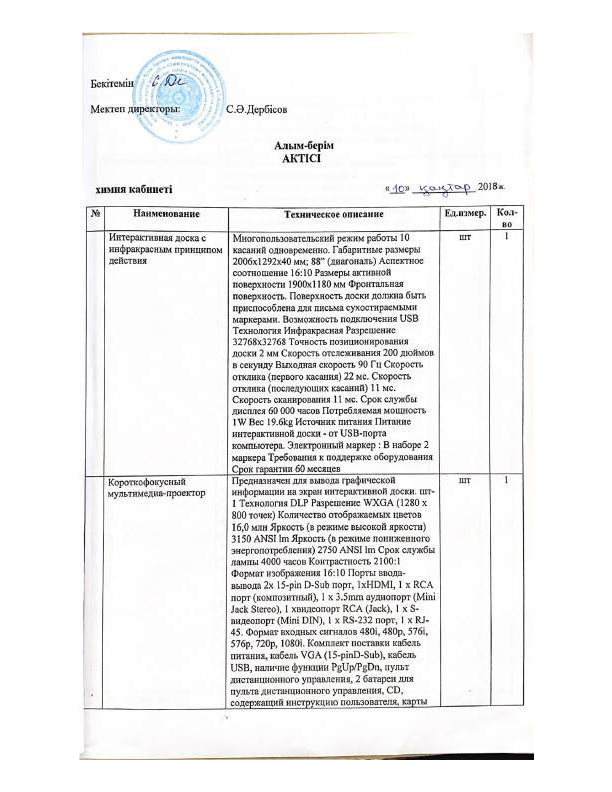 Бекітемін
Мектеп директоры: С.Ә.Дербісов
Алым-берім
АКТІСІ
химия кабинеті «10» қаңтар 2018ж.
№ Наименование Техническое описание Ед.измер. Кол-
во
Интерактивная доска с
инфракрасным принципом
действия
Многопользовательский режим работы 10
касаний одновременно. Габаритные размеры
2006x1292x40 мм; 88” (диагональ) Аспектное
соотношение 16:10 Размеры активной
поверхности 1900x1180 мм Фронтальная
поверхность. Поверхность доски должна быть
приспособлена для письма сухостираемыми
маркерами. Возможность подключения USB
Технология Инфракрасная Разрешение
32768x32768 Точность позиционирования
доски 2 мм Скорость отслеживания 200 дюймов
в секунду Выходная скорость 90 Гц Скорость
отклика (первого касания) 22 мс. Скорость
отклика (последующих касаний) 11 мс.
Скорость сканирования 11 мс. Срок службы
дисплея 60 000 часов Потребляемая мощность
1W Вес 19.6kg Источник питания Питание
интерактивной доски - от USB-порта
компьютера. Электронный маркер : В наборе 2
маркера Требования к поддержке оборудования
Срок гарантии 60 месяцев
шт 1
Короткофокусный
мультимедиа-проектор
Предназначен для вывода графической
информации на экран интерактивной доски. шт-
1 Технология DLP Разрешение WXGA (1280 x
800 точек) Количество отображаемых цветов
16,0 млн Яркость (в режиме высокой яркости)
3150 ANSI lm Яркость (в режиме пониженного
энергопотребления) 2750 ANSI lm Срок службы
лампы 4000 часов Контрастность 2100:1
Формат изображения 16:10 Порты ввода-
вывода 2x 15-pin D-Sub порт, 1xHDMI, 1 x RCA
порт (композитный), 1 x 3.5mm аудиопорт (Mini
Jack Stereo), 1 xвидеопорт RCA (Jack), 1 x S-
видеопорт (Mini DIN), 1 x RS-232 порт, 1 x RJ-
45. Формат входных сигналов 480i, 480p, 576i,
576p, 720p, 1080i. Комплект поставки кабель
питания, кабель VGA (15-pinD-Sub), кабель
USB, наличие функции PgUp/PgDn, пульт
дистанционного управления, 2 батареи для
пульта дистанционного управления, CD,
содержащий инструкцию пользователя, карты
шт 1